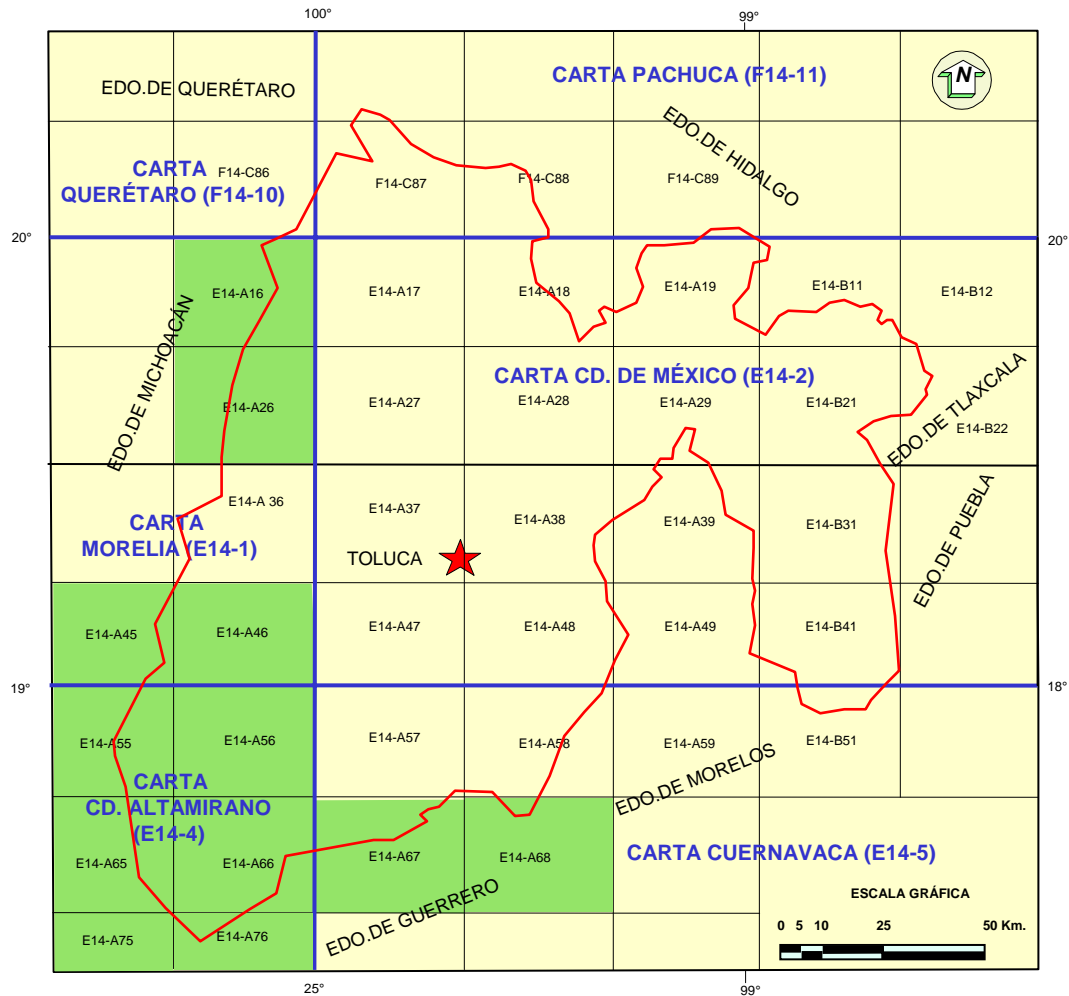 100°
99°
EDO.DE QUERÉTARO
CARTA PACHUCA (F14-11)
N
EDO.DE HIDALGO
CARTA
QUERÉTARO (F14-10)
F14-C86
F14-C87
F14-C88
F14-C89
20°
20°
E14-A16
E14-A17
E14-A18
E14-A19
E14-B11
E14-B12
EDO.DE MICHOACÁN
CARTA CD. DE MÉXICO (E14-2)
E14-A26
E14-A27
E14-A28
E14-A29
E14-B21
E14-B22
EDO.DE TLAXCALA
E14-A 36
E14-A37
E14-A38
E14-A39
E14-B31
EDO.DE PUEBLA
CARTA
MORELIA (E14-1)
TOLUCA
E14-A45
E14-A46
E14-A47
E14-A48
E14-A49
E14-B41
19°
18°
E14-A55
E14-A56
E14-A57
E14-A58
E14-A59
E14-B51
EDO.DE MORELOS
CARTA
CD. ALTAMIRANO
(E14-4)
E14-A65
E14-A66
E14-A67
E14-A68
CARTA CUERNAVACA (E14-5)
EDO.DE GUERRERO
ESCALA GRÁFICA
0 5 10 25 50 Km.
E14-A75
E14-A76
25°
99°